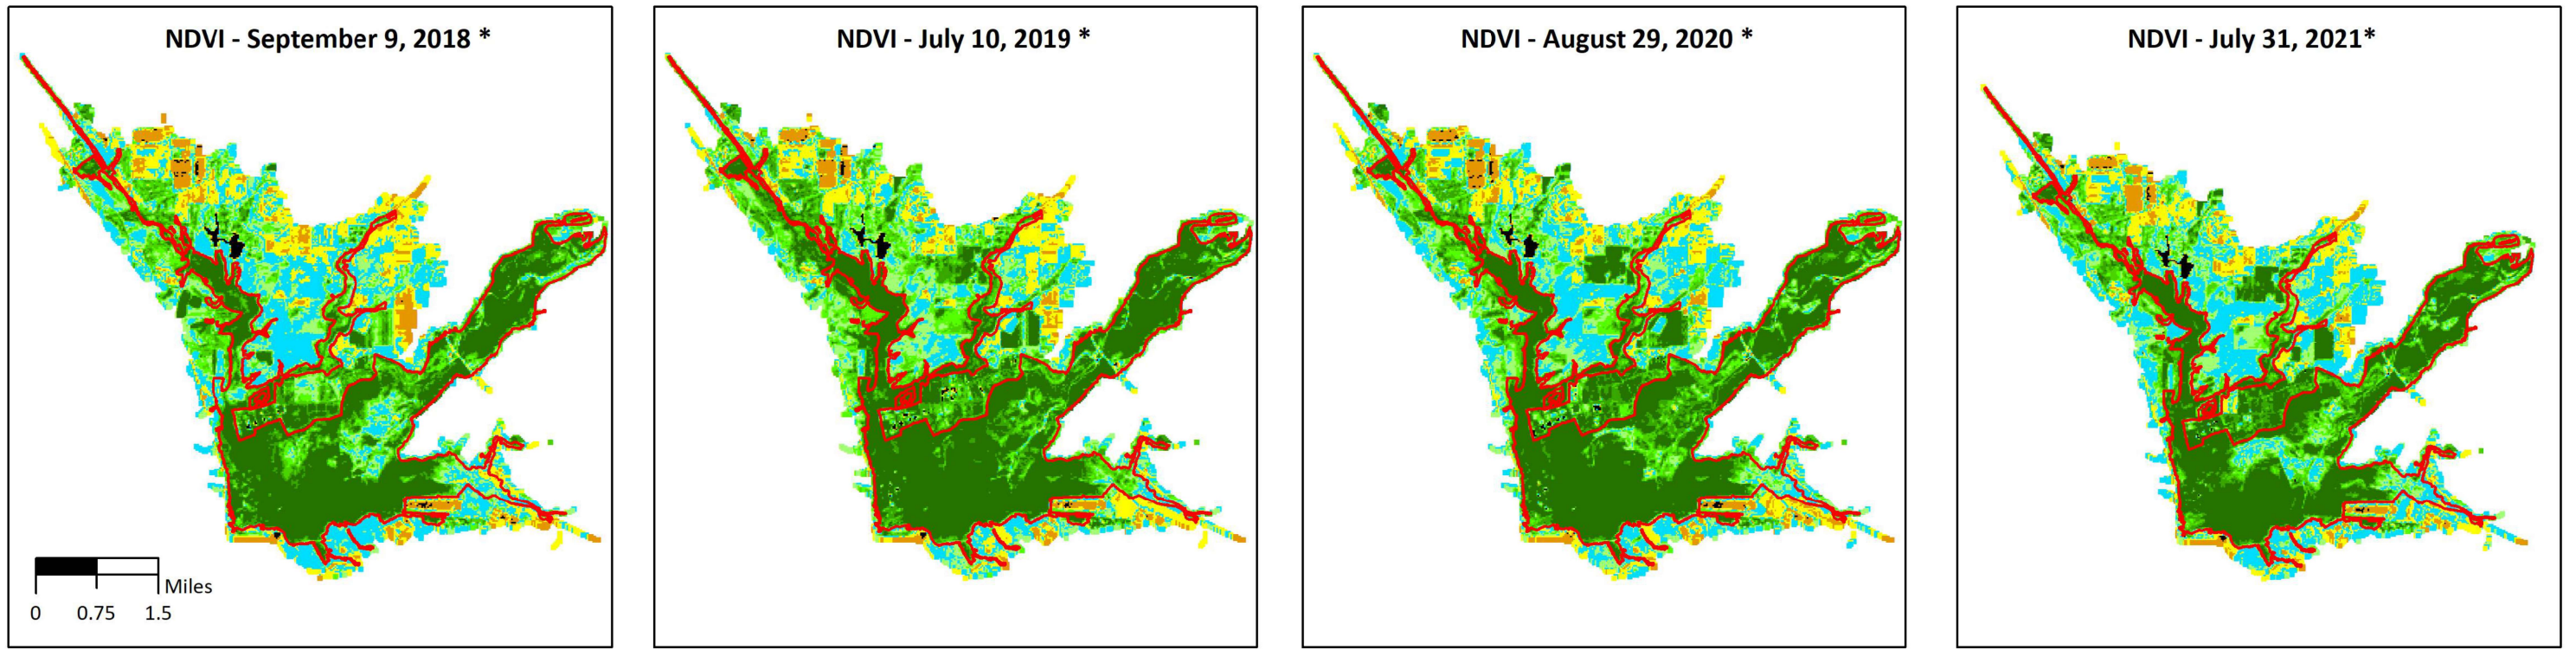 NDVI - September 9, 2018 *
NDVI - July 10, 2019 *
NDVI - August 29, 2020 *
NDVI - July 31, 2021*
Miles
0 0.75 1.5